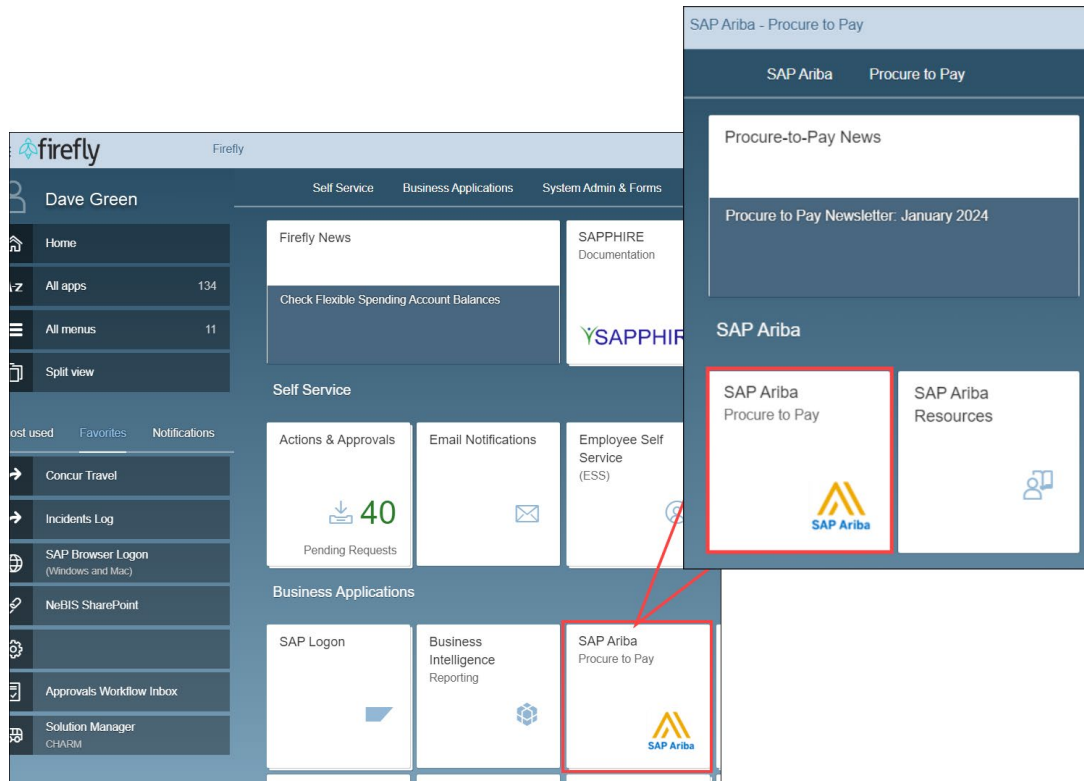 SAP Ariba - Procure to Pay
SAP Ariba Procure to Pay
Procure-to-Pay News
Procure to Pay Newsletter: January 2024
SAP Ariba
SAP Ariba
Procure to Pay
SAP Ariba
SAP Ariba
Resources
firefly
Firefly
Dave Green
Home
All apps 134
All menus 11
Split view
Favorites Notifications
Concur Travel
Incidents Log
SAP Browser Logon
(Windows and Mac)
NeBIS SharePoint
Approvals Workflow Inbox
Solution Manager
CHARM
Self Service Business Applications System Admin & Forms
Firefly News
Check Flexible Spending Account Balances
SAPPHIRE
Documentation
SAPPHIR
Self Service
Actions & Approvals
40
Pending Requests
Email Notifications
Employee Self
Service
(ESS)
Business Applications
SAP Logon
Business
Intelligence
Reporting
SAP Ariba
Procure to Pay
SAP Ariba